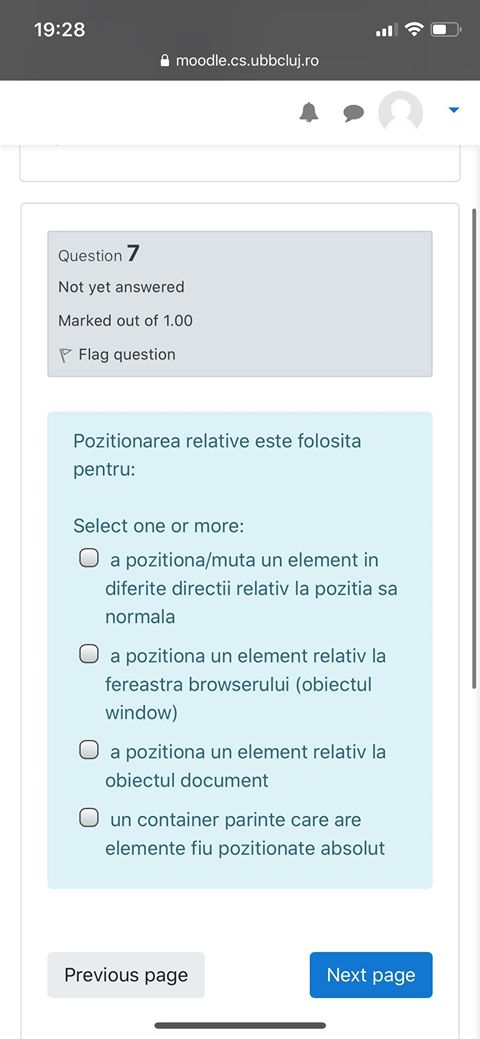 19:28
moodle.cs.ubbcluj.ro
Question 7
Not yet answered
Marked out of 1.00
Flag question
Pozitionarea relative este folosita
pentru:
Select one or more:
a pozitiona/muta un element in
diferite directii relativ la pozitia sa
normala
a pozitiona un element relativ la
fereastra browserului (obiectul
window)
a pozitiona un element relativ la
obiectul document
un container parinte care are
elemente fiu pozitionate absolut
Previous page
Next page